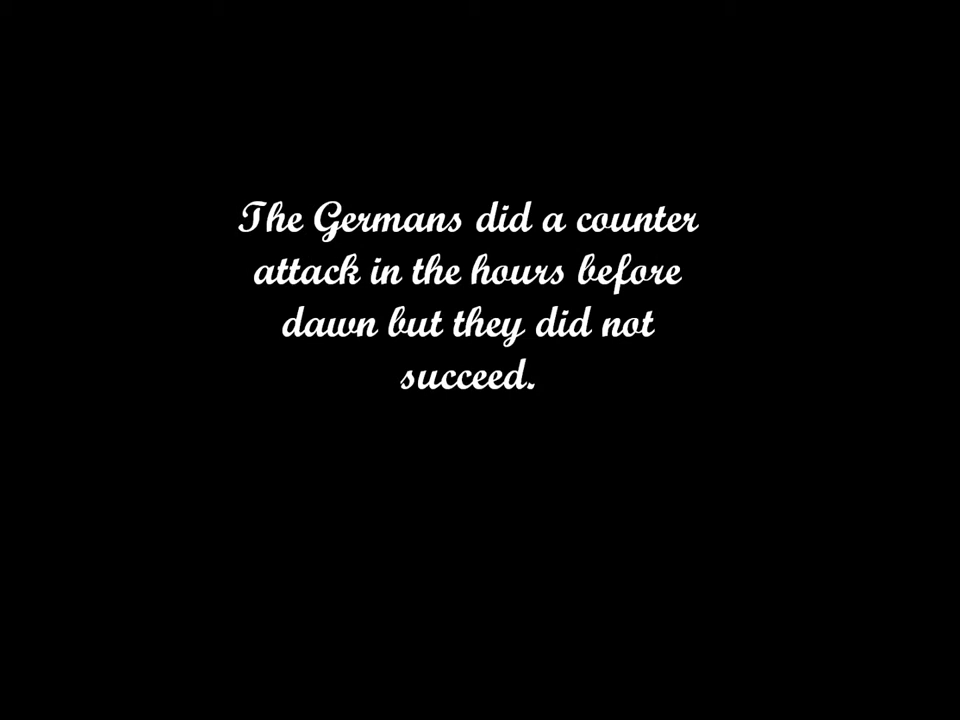 The Germans did a counter
attack in the hours before
dawn but they did not
succeed.